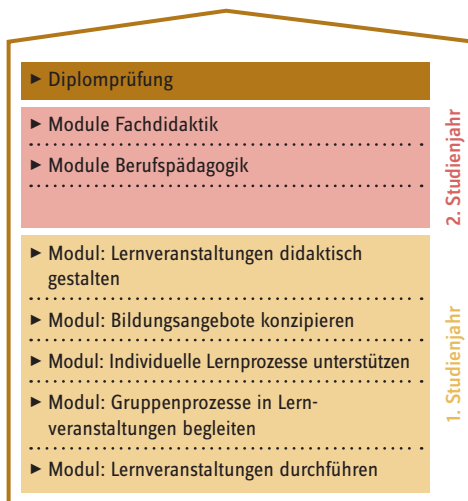 ► Diplomprüfung
► Module Fachdidaktik
► Module Berufspädagogik
2. Studienjahr
► Modul: Lernveranstaltungen didaktisch
gestalten
► Modul: Bildungsangebote konzipieren
► Modul: Individuelle Lernprozesse unterstützen
► Modul: Gruppenprozesse in Lern-
veranstaltungen begleiten
► Modul: Lernveranstaltungen durchführen
1. Studienjahr